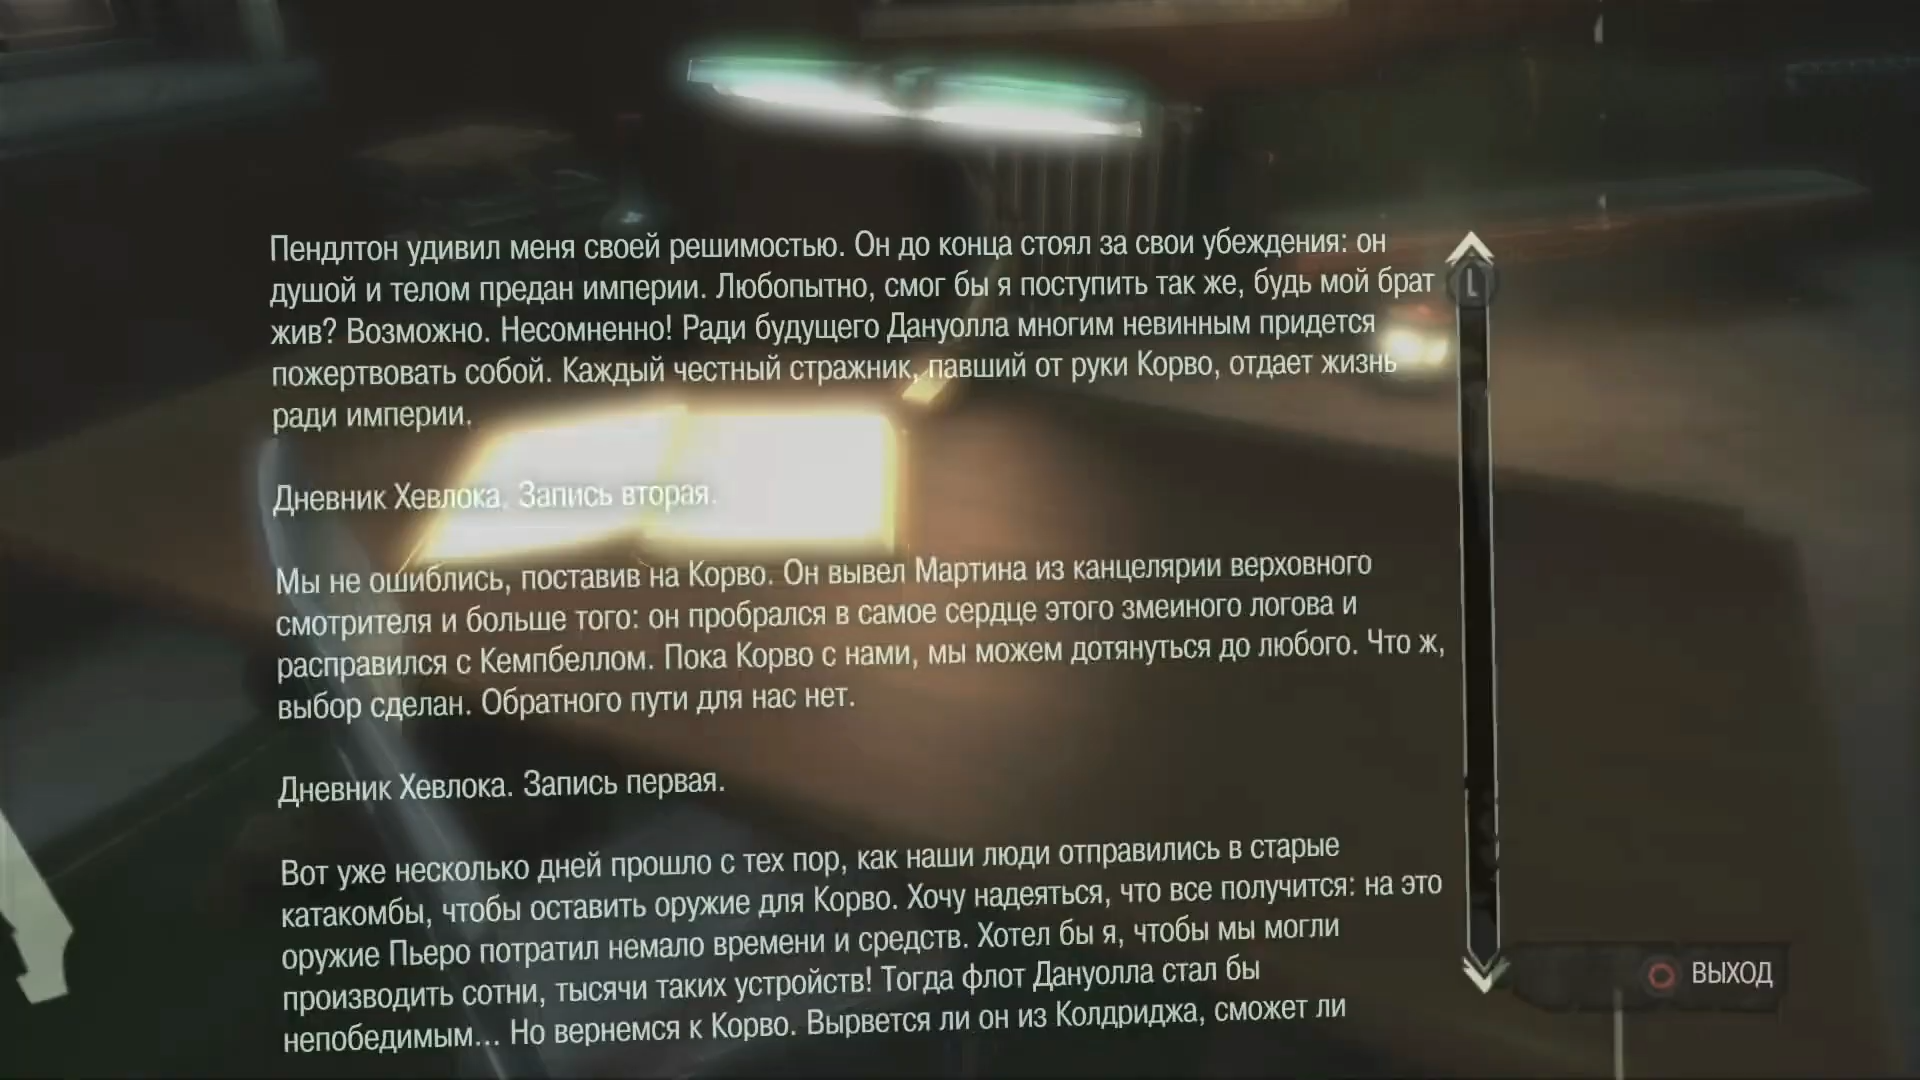 Пендлтон удивил меня своей решимостью. Он до конца стоял за свои убеждения: он
душой и телом предан империи. Любопытно, смог бы я поступить так же, будь мой брат
жив? Возможно. Несомненно! Ради будущего Дануолла многим невинным придется
пожертвовать собой. Каждый честный стражник, павший от руки Корво, отдает жизнь
ради империи.
Дневник Хевлока. Запись вторая.
Мы не ошиблись, поставив на Корво. Он вывел Мартина из канцелярии верховного
смотрителя и больше того: он пробрался в самое сердце этого змеиного логова и
расправился с Кемпбеллом. Пока Корво с нами, мы можем дотянуться до любого. Что ж,
выбор сделан. Обратного пути для нас нет.
Дневник Хевлока. Запись первая.
Вот уже несколько дней прошло с тех пор, как наши люди отправились в старые
катакомбы, чтобы оставить оружие для Корво. Хочу надеяться, что все получится: на это
оружие Пьеро потратил немало времени и средств. Хотел бы я, чтобы мы могли
производить сотни, тысячи таких устройств! Тогда флот Дануолла стал бы
непобедимым... Но вернемся к Корво. Вырвется ли он из Колдриджа, сможет ли
L
ВЫХОД